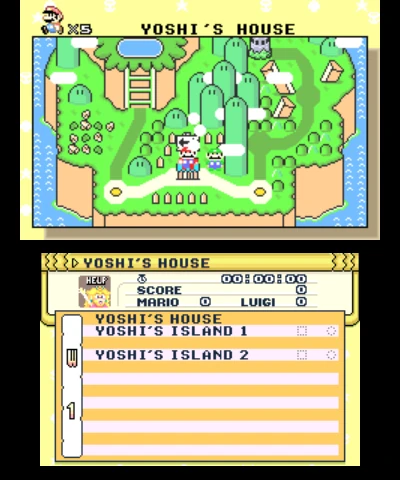 X5 YOSHI'S HOUSE
YOSHI'S HOUSE
HELP
00:00:00
SCORE 0
MARIO 0 LUIGI 0
YOSHI'S HOUSE
YOSHI'S ISLAND 1
YOSHI'S ISLAND 2
1